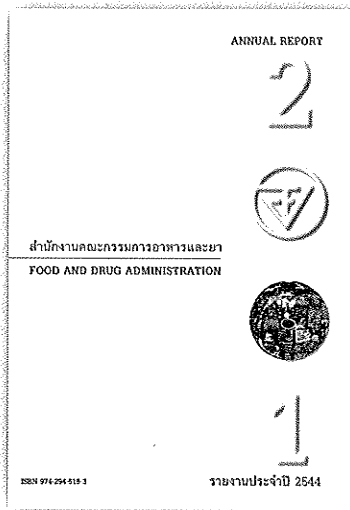 ANNUAL REPORT
2
สำนักงานคณะกรรมการอาหารและยา
FOOD AND DRUG ADMINISTRATION
1
ISBN 974-294-515-3
รายงานประจำปี 2544